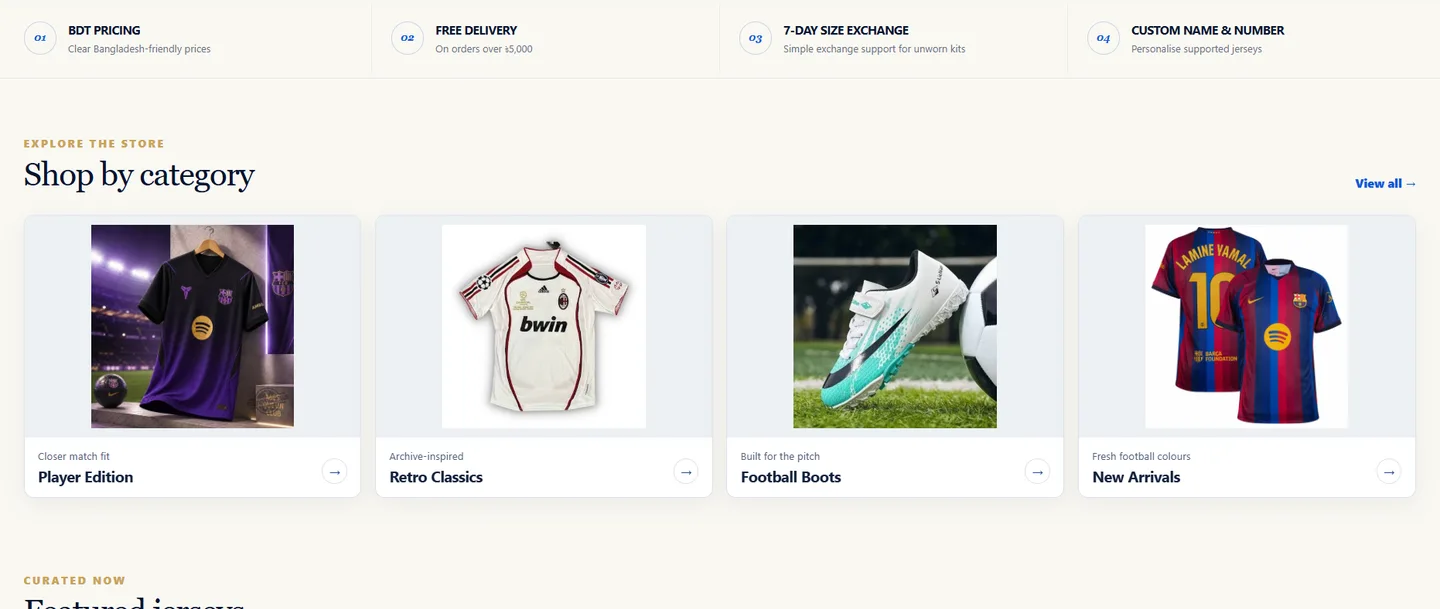 01
BDT PRICING
Clear Bangladesh-friendly prices
02
FREE DELIVERY
On orders over ৳5,000
03
7-DAY SIZE EXCHANGE
Simple exchange support for unworn kits
04
CUSTOM NAME & NUMBER
Personalise supported jerseys
EXPLORE THE STORE
Shop by category
View all →
bwin
LAMINE YAMAL
10
Closer match fit
Player Edition
→
Archive-inspired
Retro Classics
→
Built for the pitch
Football Boots
→
Fresh football colours
New Arrivals
→
CURATED NOW
Featured jerseys